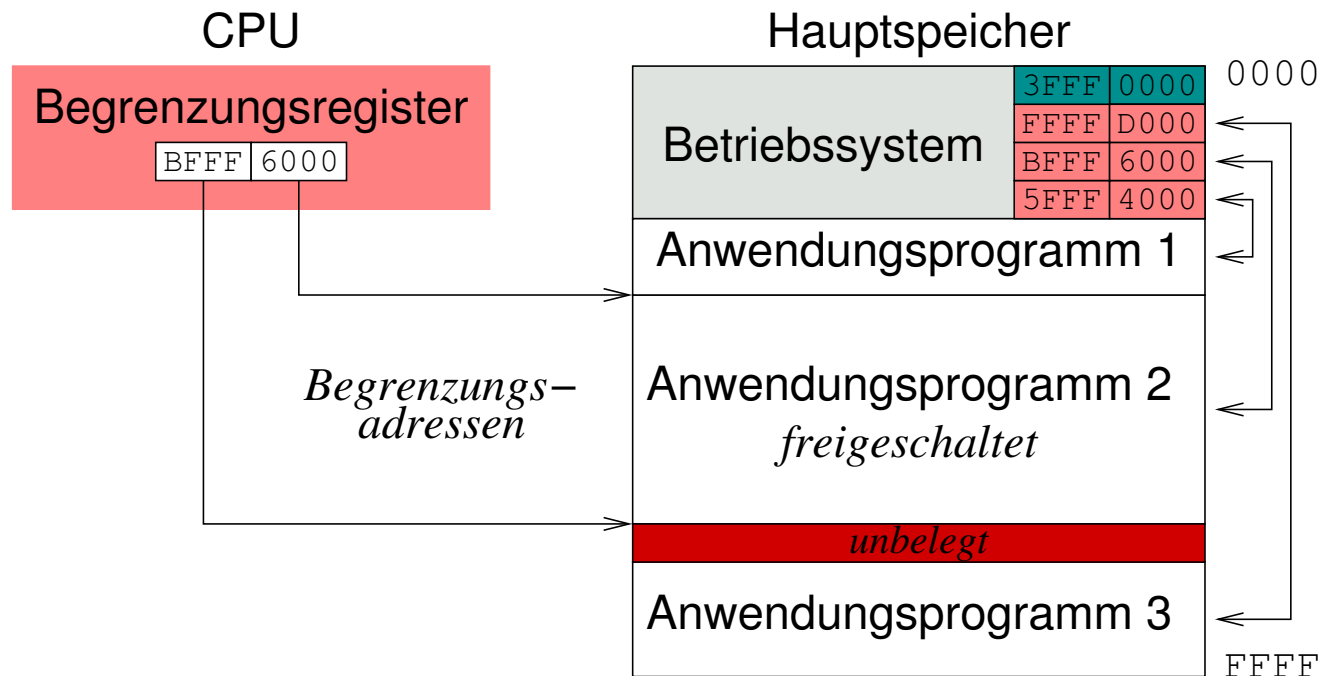 CPU
Hauptspeicher
Begrenzungsregister
BFFF 6000
0000
Betriebssystem
3FFF 0000
FFFF D000
BFFF 6000
5FFF 4000
Anwendungsprogramm 1
Begrenzungs-
adressen
Anwendungsprogramm 2
freigeschaltet
unbelegt
Anwendungsprogramm 3
FFFF